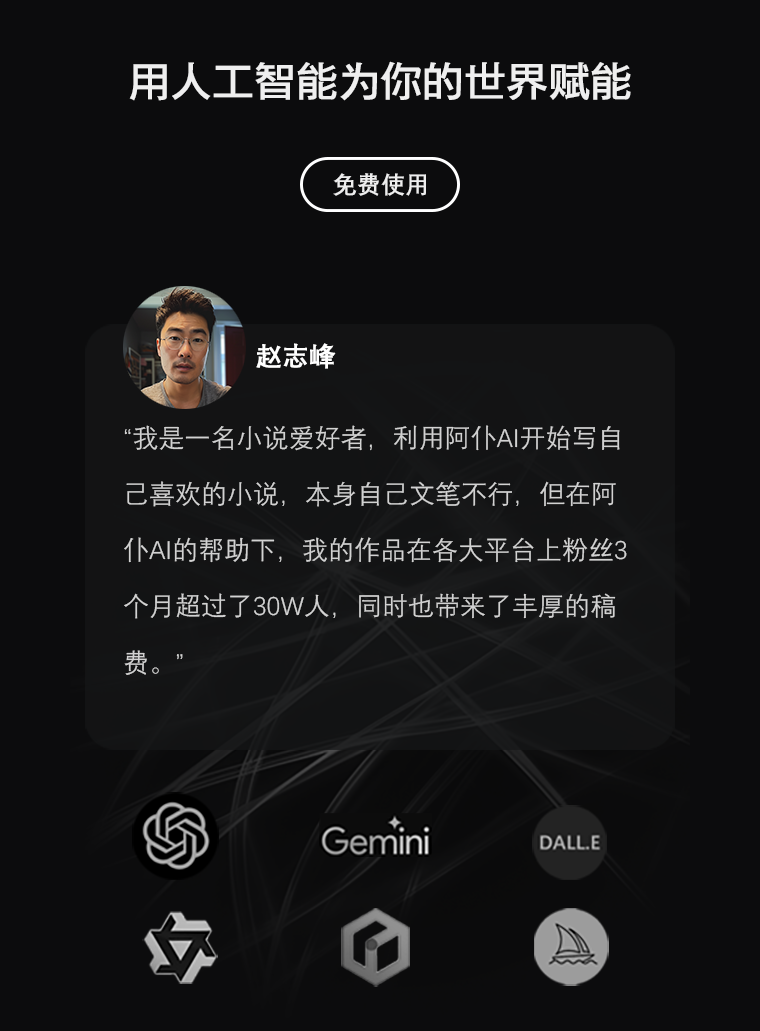 用人工智能为你的世界赋能
免费使用
赵志峰
“我是一名小说爱好者，利用阿仆AI开始写自
己喜欢的小说，本身自己文笔不行，但在阿
仆AI的帮助下，我的作品在各大平台上粉丝3
个月超过了30W人，同时也带来了丰厚的稿
费。”
Gemini
DALL.E